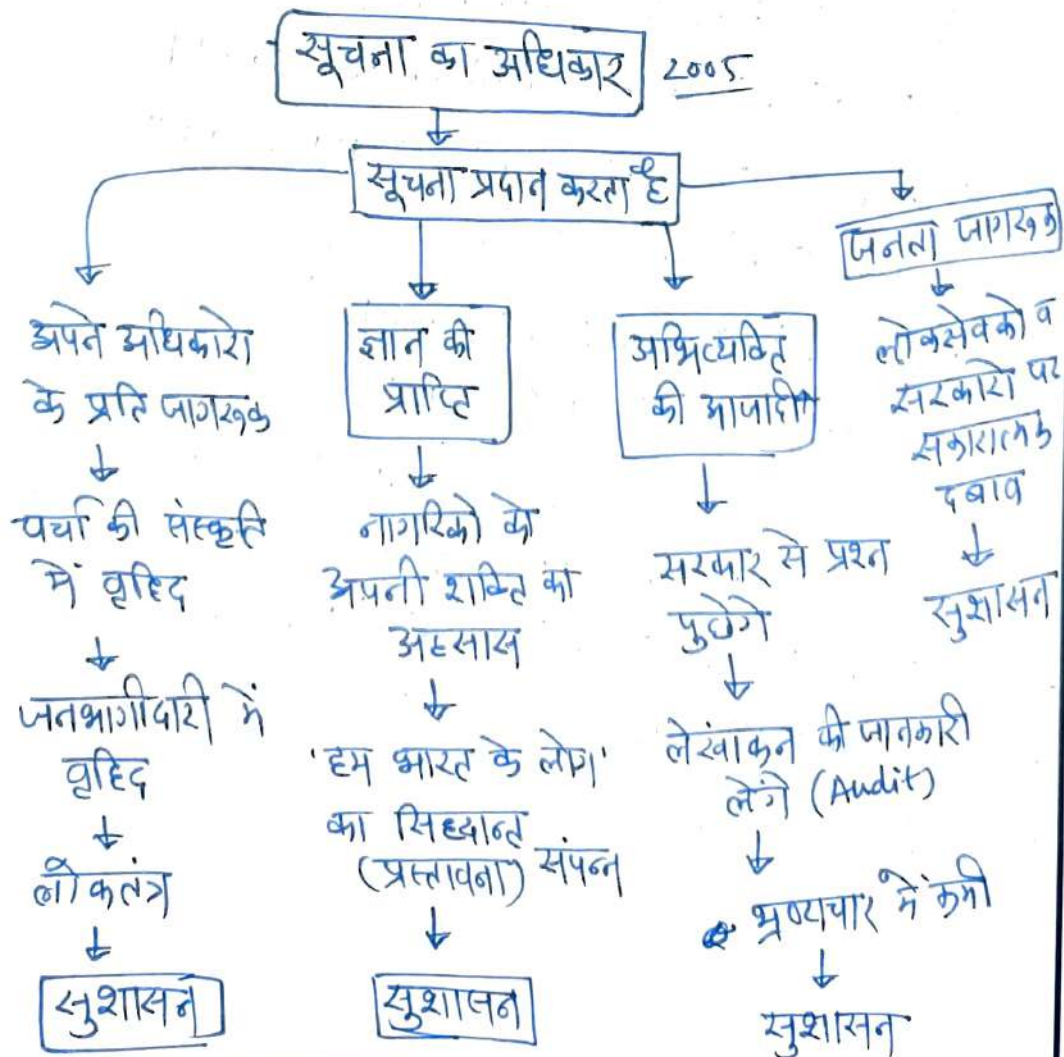 सूचना का अधिकार 2005
↓
सूचना प्रदान करता है
अपने अधिकारो
के प्रति जागरूक
↓
चर्चा की संस्कृति
में वृद्धि
↓
जनभागीदारी में
वृद्धि
↓
लोकतंत्र
↓
सुशासन
ज्ञान की
प्राप्ति
↓
नागरिको को
अपनी शक्ति का
अहसास
↓
'हम भारत के लोग'
का सिद्धान्त
(प्रस्तावना) संपन्न
↓
सुशासन
अभिव्यक्ति
की आजादी
↓
सरकार से प्रश्न
पुछेगे
↓
लेखांकन की जानकारी
लेंगे (Audit)
↓
भ्रष्टाचार में कमी
↓
सुशासन
जनता जागरूक
↓
लोकसेवको व
सरकारो पर
सकारात्मक
दबाव
↓
सुशासन